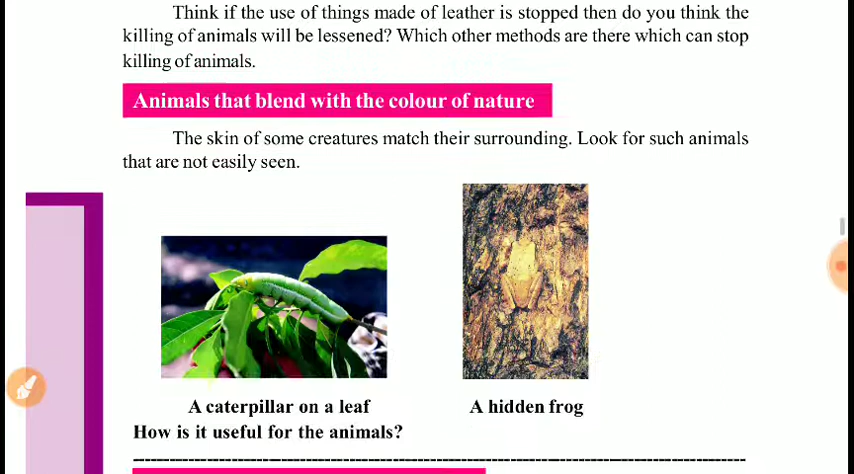 Think if the use of things made of leather is stopped then do you think the
killing of animals will be lessened? Which other methods are there which can stop
killing of animals.
Animals that blend with the colour of nature
The skin of some creatures match their surrounding. Look for such animals
that are not easily seen.
A caterpillar on a leaf
A hidden frog
How is it useful for the animals?